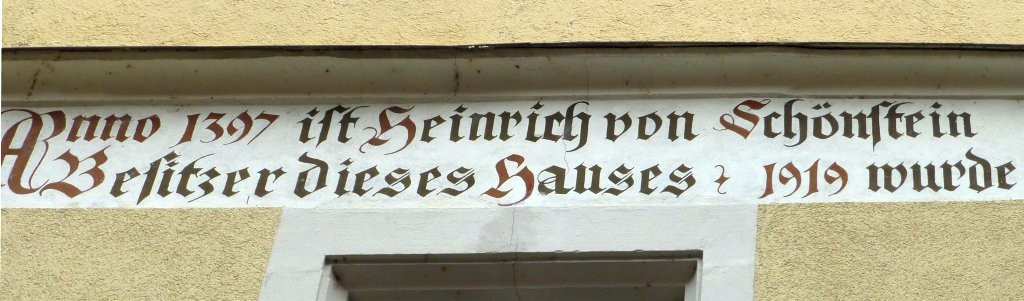 Anno 1397 iſt Heinrich von Schönſtein
Beſitzer dieses Hauses ⁊ 1919 wurde